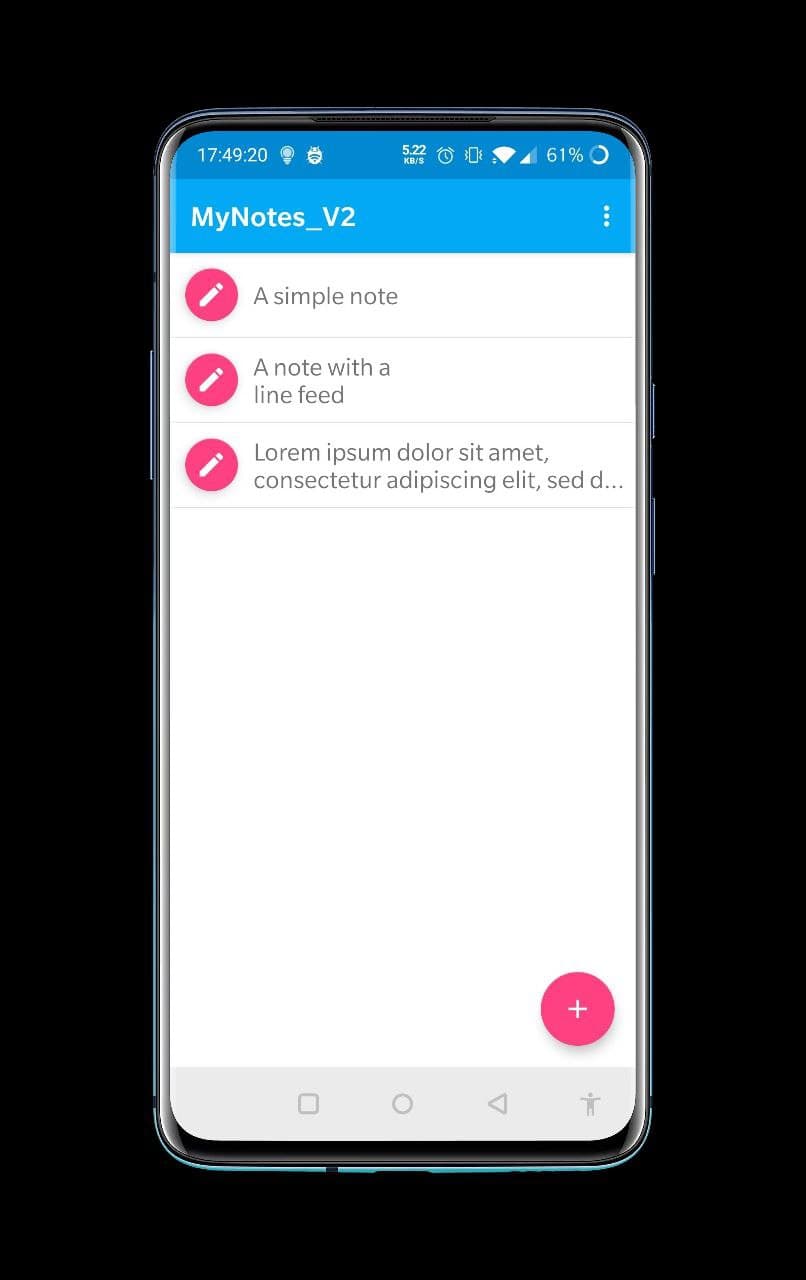 17:49:20 5.22 KB/S 61%
MyNotes_V2
A simple note
A note with a
line feed
Lorem ipsum dolor sit amet,
consectetur adipiscing elit, sed d...